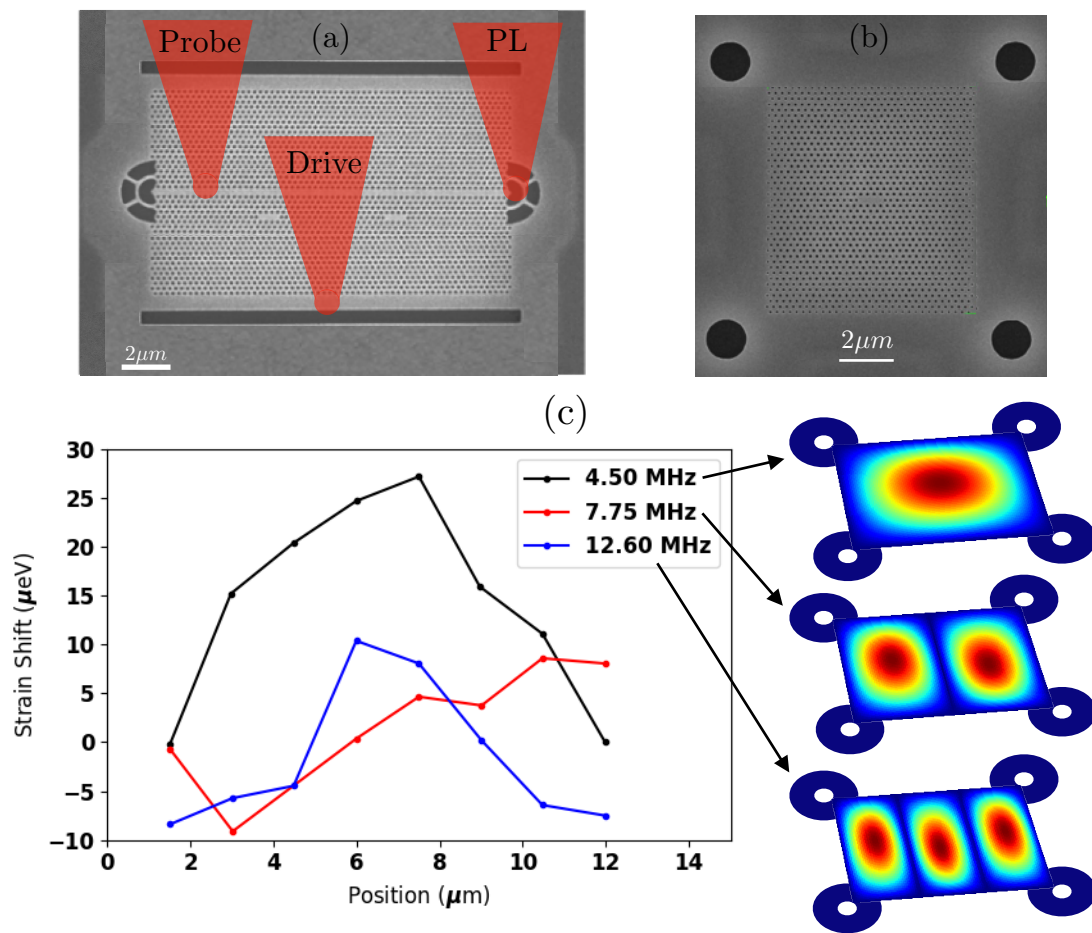 (a)
Probe
PL
Drive
2μm
(b)
2μm
(c)
Strain Shift (μeV)
30
25
20
15
10
5
0
−5
−10
4.50 MHz
7.75 MHz
12.60 MHz
0 2 4 6 8 10 12 14
Position (μm)